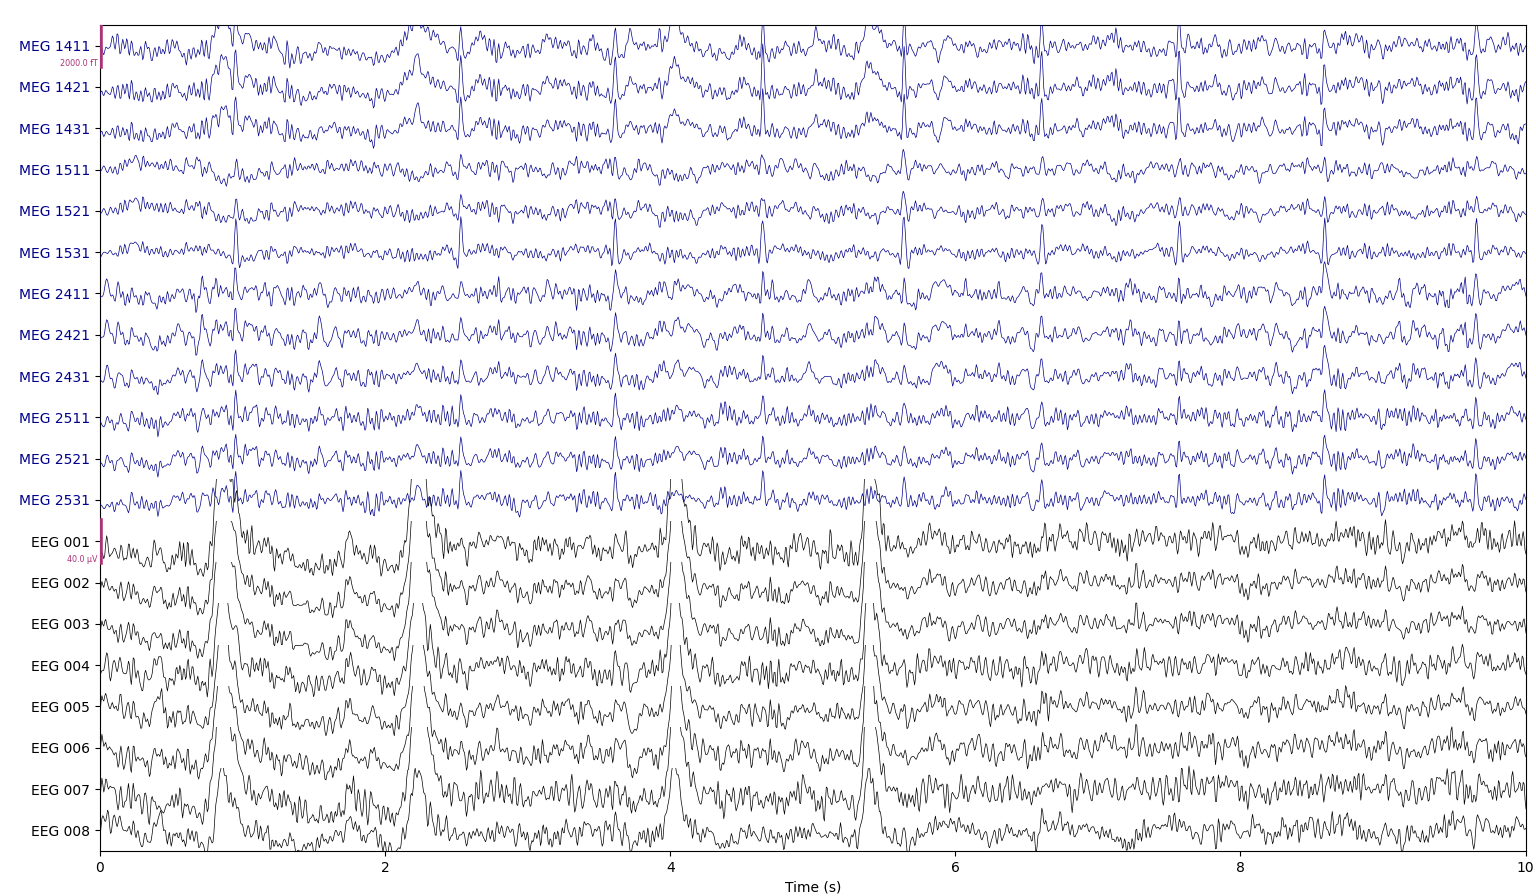 MEG 1411
2000.0 fT
MEG 1421
MEG 1431
MEG 1511
MEG 1521
MEG 1531
MEG 2411
MEG 2421
MEG 2431
MEG 2511
MEG 2521
MEG 2531
EEG 001
40.0 µV
EEG 002
EEG 003
EEG 004
EEG 005
EEG 006
EEG 007
EEG 008
0 2 4 6 8 10
Time (s)